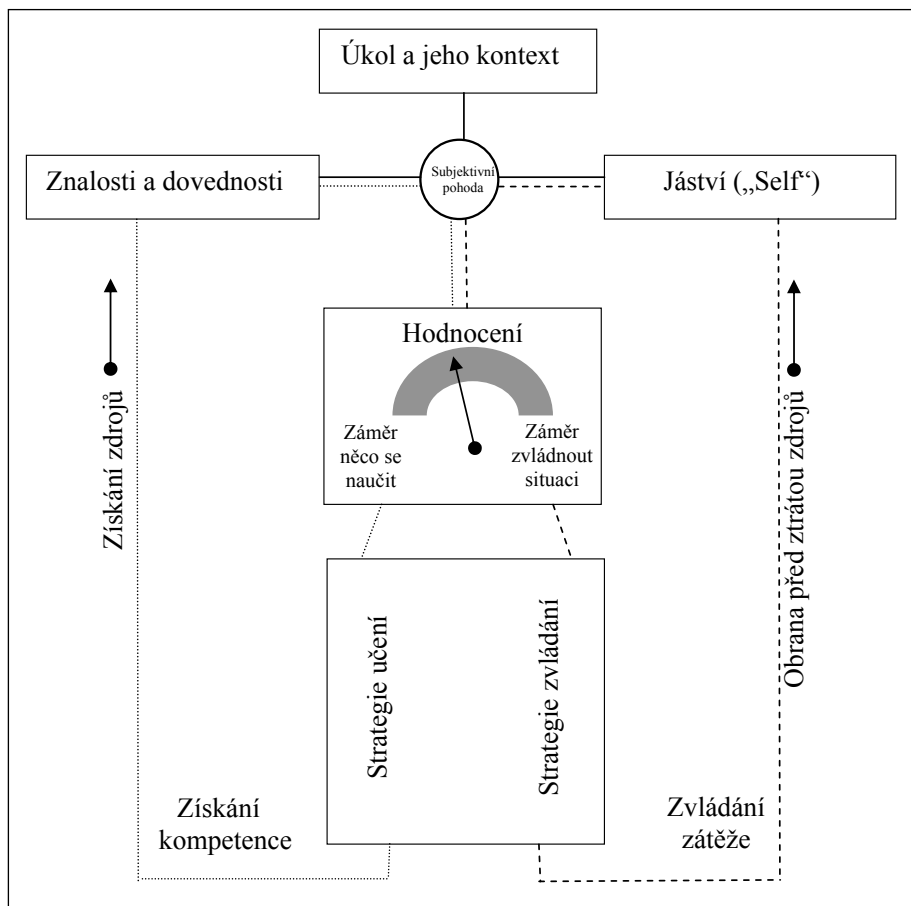 Úkol a jeho kontext
Znalosti a dovednosti
Subjektivní
pohoda
Jáství („Self“)
Hodnocení
Záměr
něco se
naučit
Záměr
zvládnout
situaci
Získání zdrojů
Obrana před ztrátou zdrojů
Strategie učení
Strategie zvládání
Získání
kompetence
Zvládání
zátěže